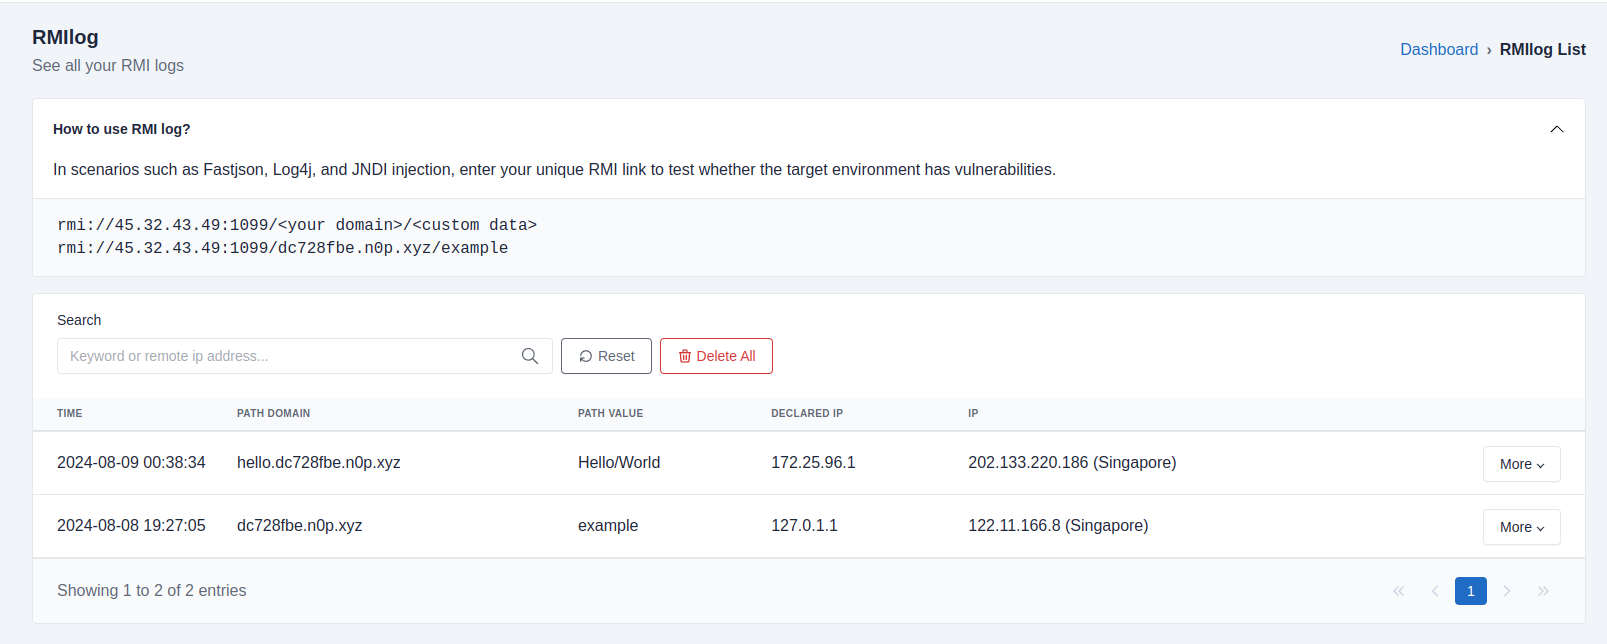 RMIlog
See all your RMI logs
Dashboard › RMIlog List
How to use RMI log?
In scenarios such as Fastjson, Log4j, and JNDI injection, enter your unique RMI link to test whether the target environment has vulnerabilities.
rmi://45.32.43.49:1099/<your domain>/<custom data>
rmi://45.32.43.49:1099/dc728fbe.n0p.xyz/example
Search
Keyword or remote ip address... Reset Delete All
TIME PATH DOMAIN PATH VALUE DECLARED IP IP
2024-08-09 00:38:34 hello.dc728fbe.n0p.xyz Hello/World 172.25.96.1 202.133.220.186 (Singapore) More
2024-08-08 19:27:05 dc728fbe.n0p.xyz example 127.0.1.1 122.11.166.8 (Singapore) More
Showing 1 to 2 of 2 entries « ‹ 1 › »